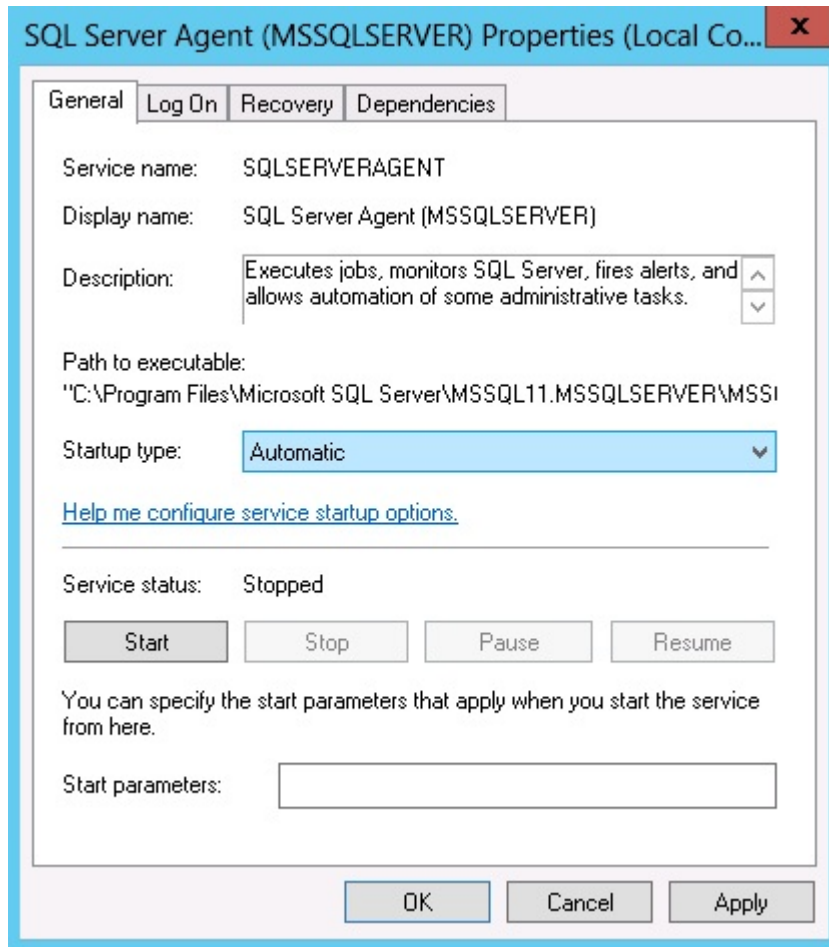 SQL Server Agent (MSSQLSERVER) Properties (Local Co...
x
General Log On Recovery Dependencies
Service name: SQLSERVERAGENT
Display name: SQL Server Agent (MSSQLSERVER)
Description: Executes jobs, monitors SQL Server, fires alerts, and
allows automation of some administrative tasks.
Path to executable:
"C:\Program Files\Microsoft SQL Server\MSSQL11.MSSQLSERVER\MSS
Startup type: Automatic
Help me configure service startup options.
Service status: Stopped
Start Stop Pause Resume
You can specify the start parameters that apply when you start the service
from here.
Start parameters:
OK Cancel Apply